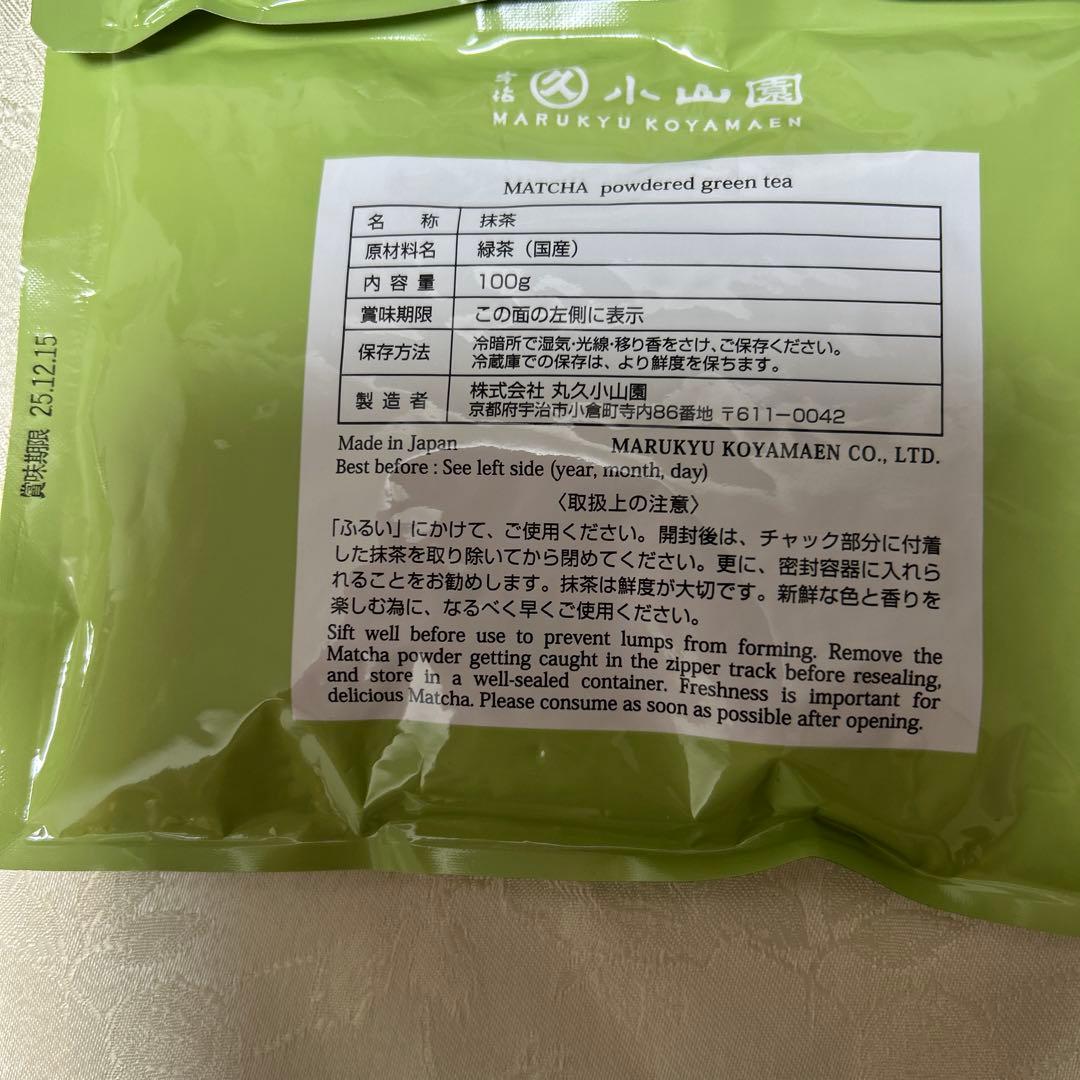 宇治 久 小山園
MARUKYU KOYAMAEN
MATCHA powdered green tea
名 称 抹茶
原材料名 緑茶（国産）
内容量 100g
賞味期限 この面の左側に表示
保存方法 冷暗所で湿気・光線・移り香をさけ、ご保存ください。
冷蔵庫での保存は、より鮮度を保ちます。
製造者 株式会社 丸久小山園
京都府宇治市小倉町寺内86番地 〒611-0042
Made in Japan MARUKYU KOYAMAEN CO., LTD.
Best before : See left side (year, month, day)
〈取扱上の注意〉
「ふるい」にかけて、ご使用ください。開封後は、チャック部分に付着
した抹茶を取り除いてから閉めてください。更に、密封容器に入れら
れることをお勧めします。抹茶は鮮度が大切です。新鮮な色と香りを
楽しむ為に、なるべく早くご使用ください。
Sift well before use to prevent lumps from forming. Remove the
Matcha powder getting caught in the zipper track before resealing,
and store in a well-sealed container. Freshness is important for
delicious Matcha. Please consume as soon as possible after opening.
賞味期限 25.12.15